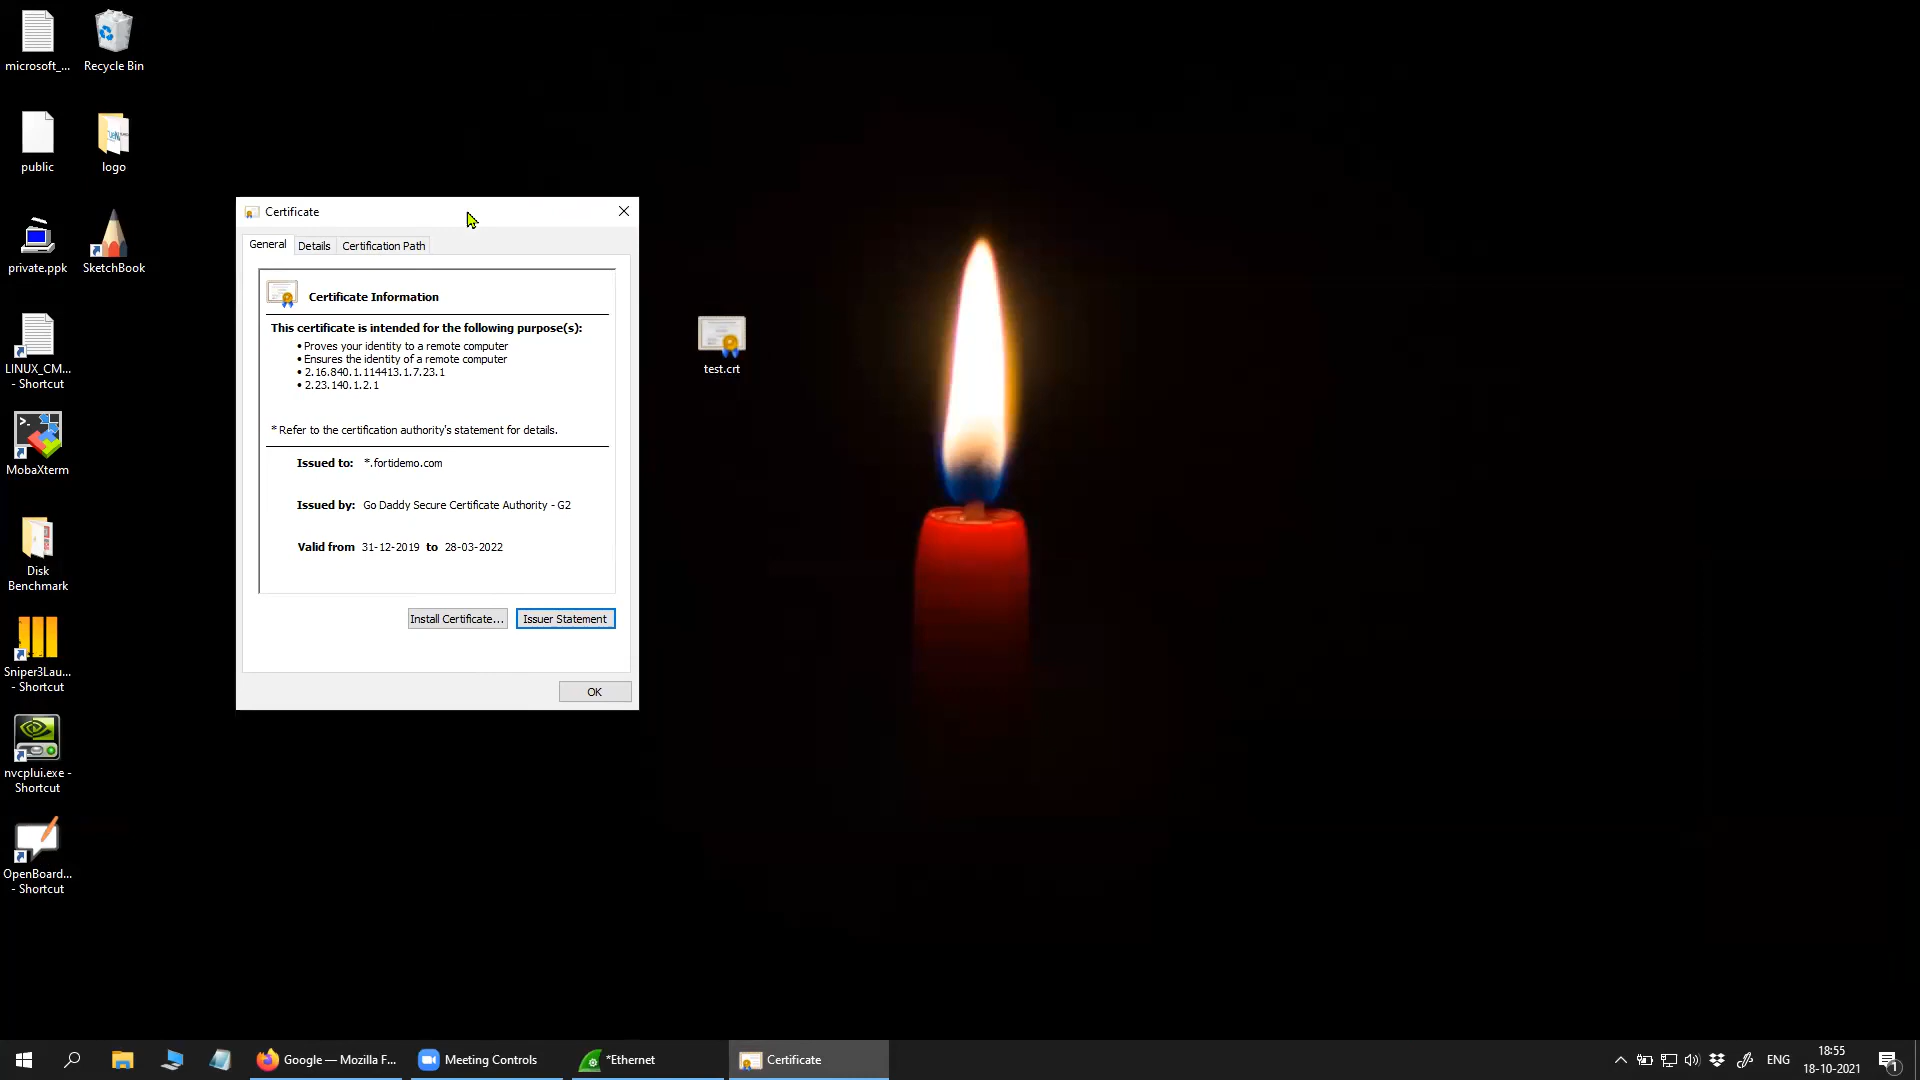 microsoft_...
Recycle Bin
public
logo
private.ppk
SketchBook
LINUX_CM...
- Shortcut
MobaXterm
Disk
Benchmark
Sniper3Lau...
- Shortcut
nvcplui.exe -
Shortcut
OpenBoard...
- Shortcut
Certificate
General
Details
Certification Path
Certificate Information
This certificate is intended for the following purpose(s):
• Proves your identity to a remote computer
• Ensures the identity of a remote computer
• 2.16.840.1.114413.1.7.23.1
• 2.23.140.1.2.1
* Refer to the certification authority's statement for details.
Issued to: *.fortidemo.com
Issued by: Go Daddy Secure Certificate Authority - G2
Valid from 31-12-2019 to 28-03-2022
Install Certificate...
Issuer Statement
OK
test.crt
Google — Mozilla F...
Meeting Controls
*Ethernet
Certificate
ENG
18:55
18-10-2021
1